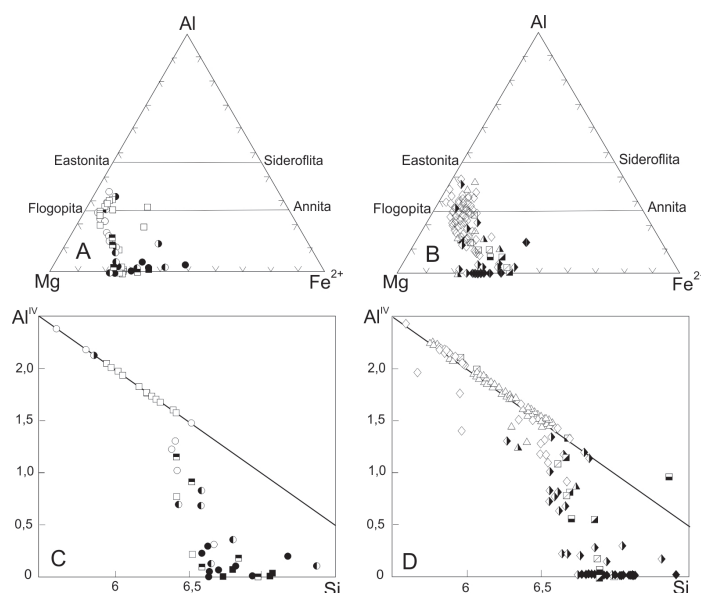 Al
Eastonita
Sideroflita
Flogopita
Annita
A
Mg
Fe2+
Al
Eastonita
Sideroflita
Flogopita
Annita
B
Mg
Fe2+
AlIV
2,0
1,5
1,0
0,5
0
C
6
6,5
Si
AlIV
2,0
1,5
1,0
0,5
0
D
6
6,5
Si